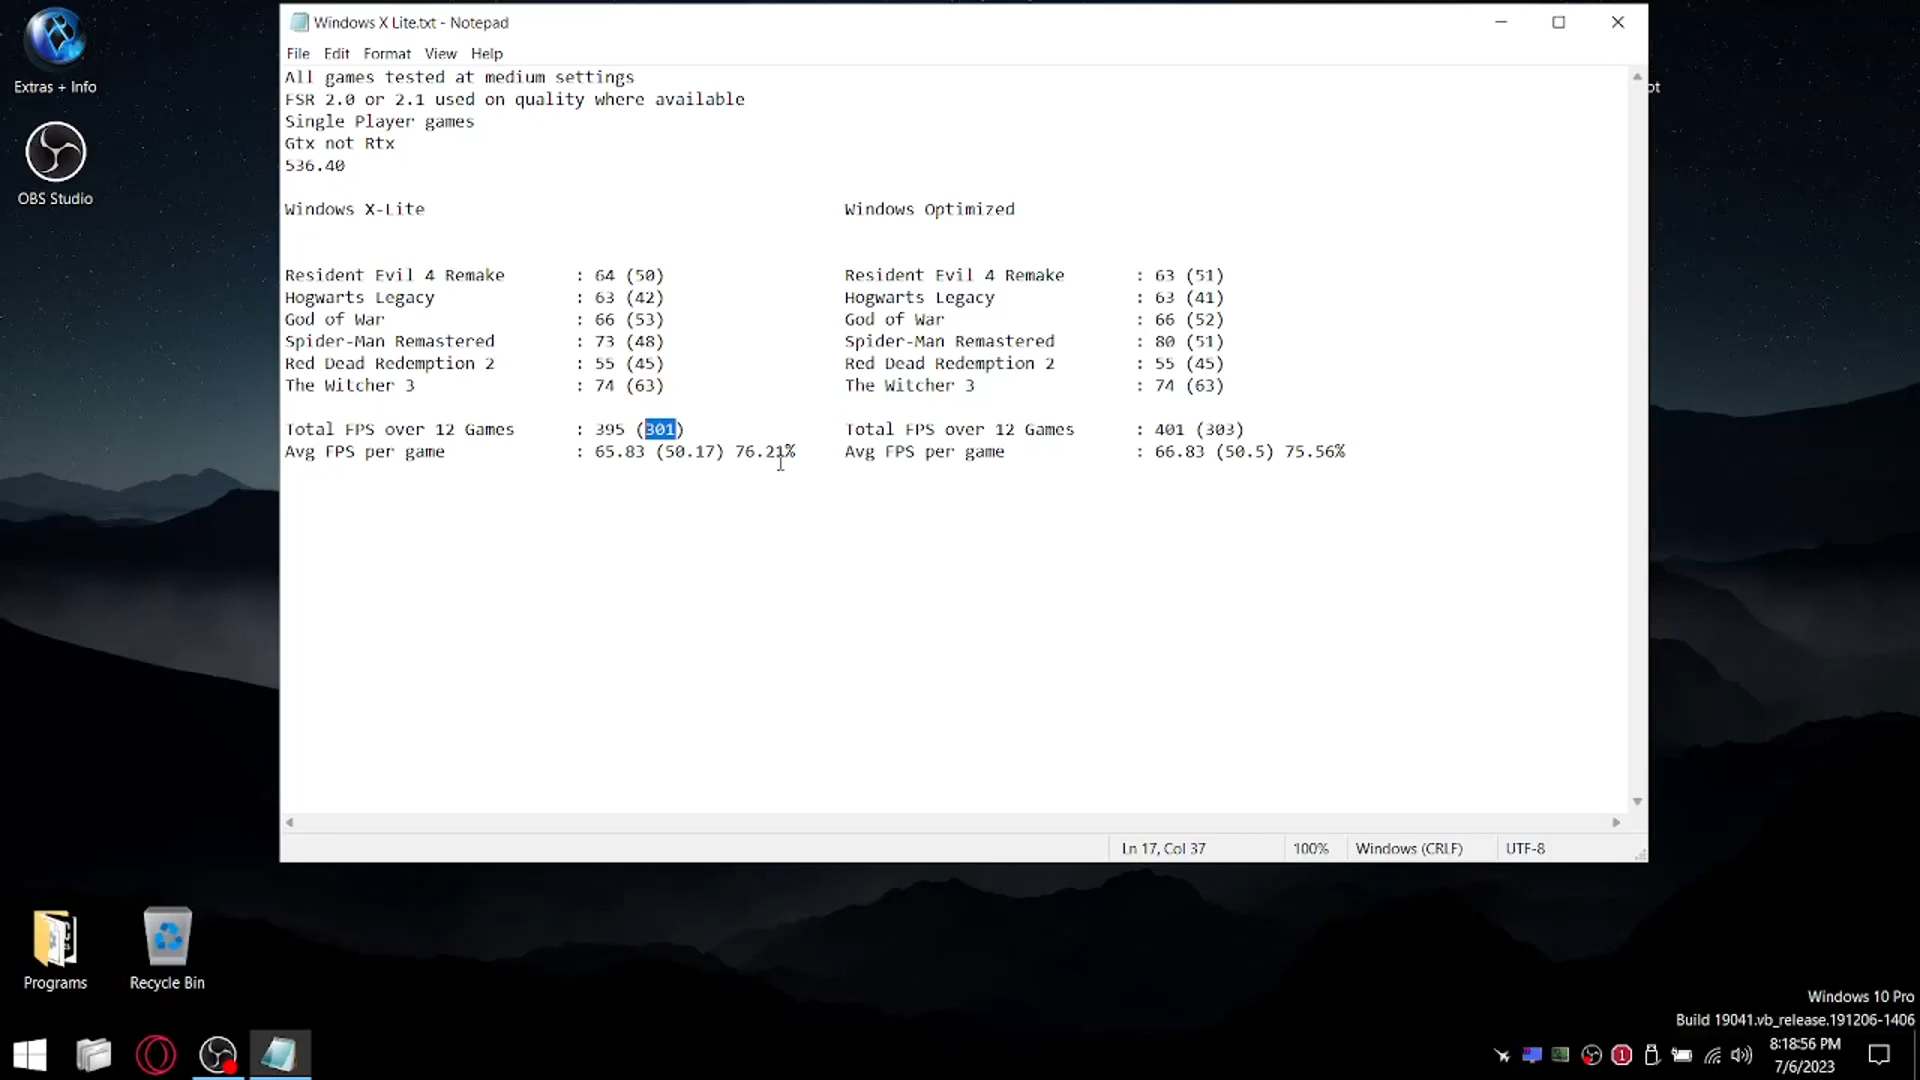 Windows X Lite.txt - Notepad
File Edit Format View Help
All games tested at medium settings
FSR 2.0 or 2.1 used on quality where available
Single Player games
Gtx not Rtx
536.40
Windows X-Lite Windows Optimized
Resident Evil 4 Remake : 64 (50) Resident Evil 4 Remake : 63 (51)
Hogwarts Legacy : 63 (42) Hogwarts Legacy : 63 (41)
God of War : 66 (53) God of War : 66 (52)
Spider-Man Remastered : 73 (48) Spider-Man Remastered : 80 (51)
Red Dead Redemption 2 : 55 (45) Red Dead Redemption 2 : 55 (45)
The Witcher 3 : 74 (63) The Witcher 3 : 74 (63)
Total FPS over 12 Games : 395 (301) Total FPS over 12 Games : 401 (303)
Avg FPS per game : 65.83 (50.17) 76.21% Avg FPS per game : 66.83 (50.5) 75.56%
Ln 17, Col 37 100% Windows (CRLF) UTF-8
Extras + Info
OBS Studio
Programs
Recycle Bin
Windows 10 Pro
Build 19041.vb_release.191206-1406
8:18:56 PM
7/6/2023